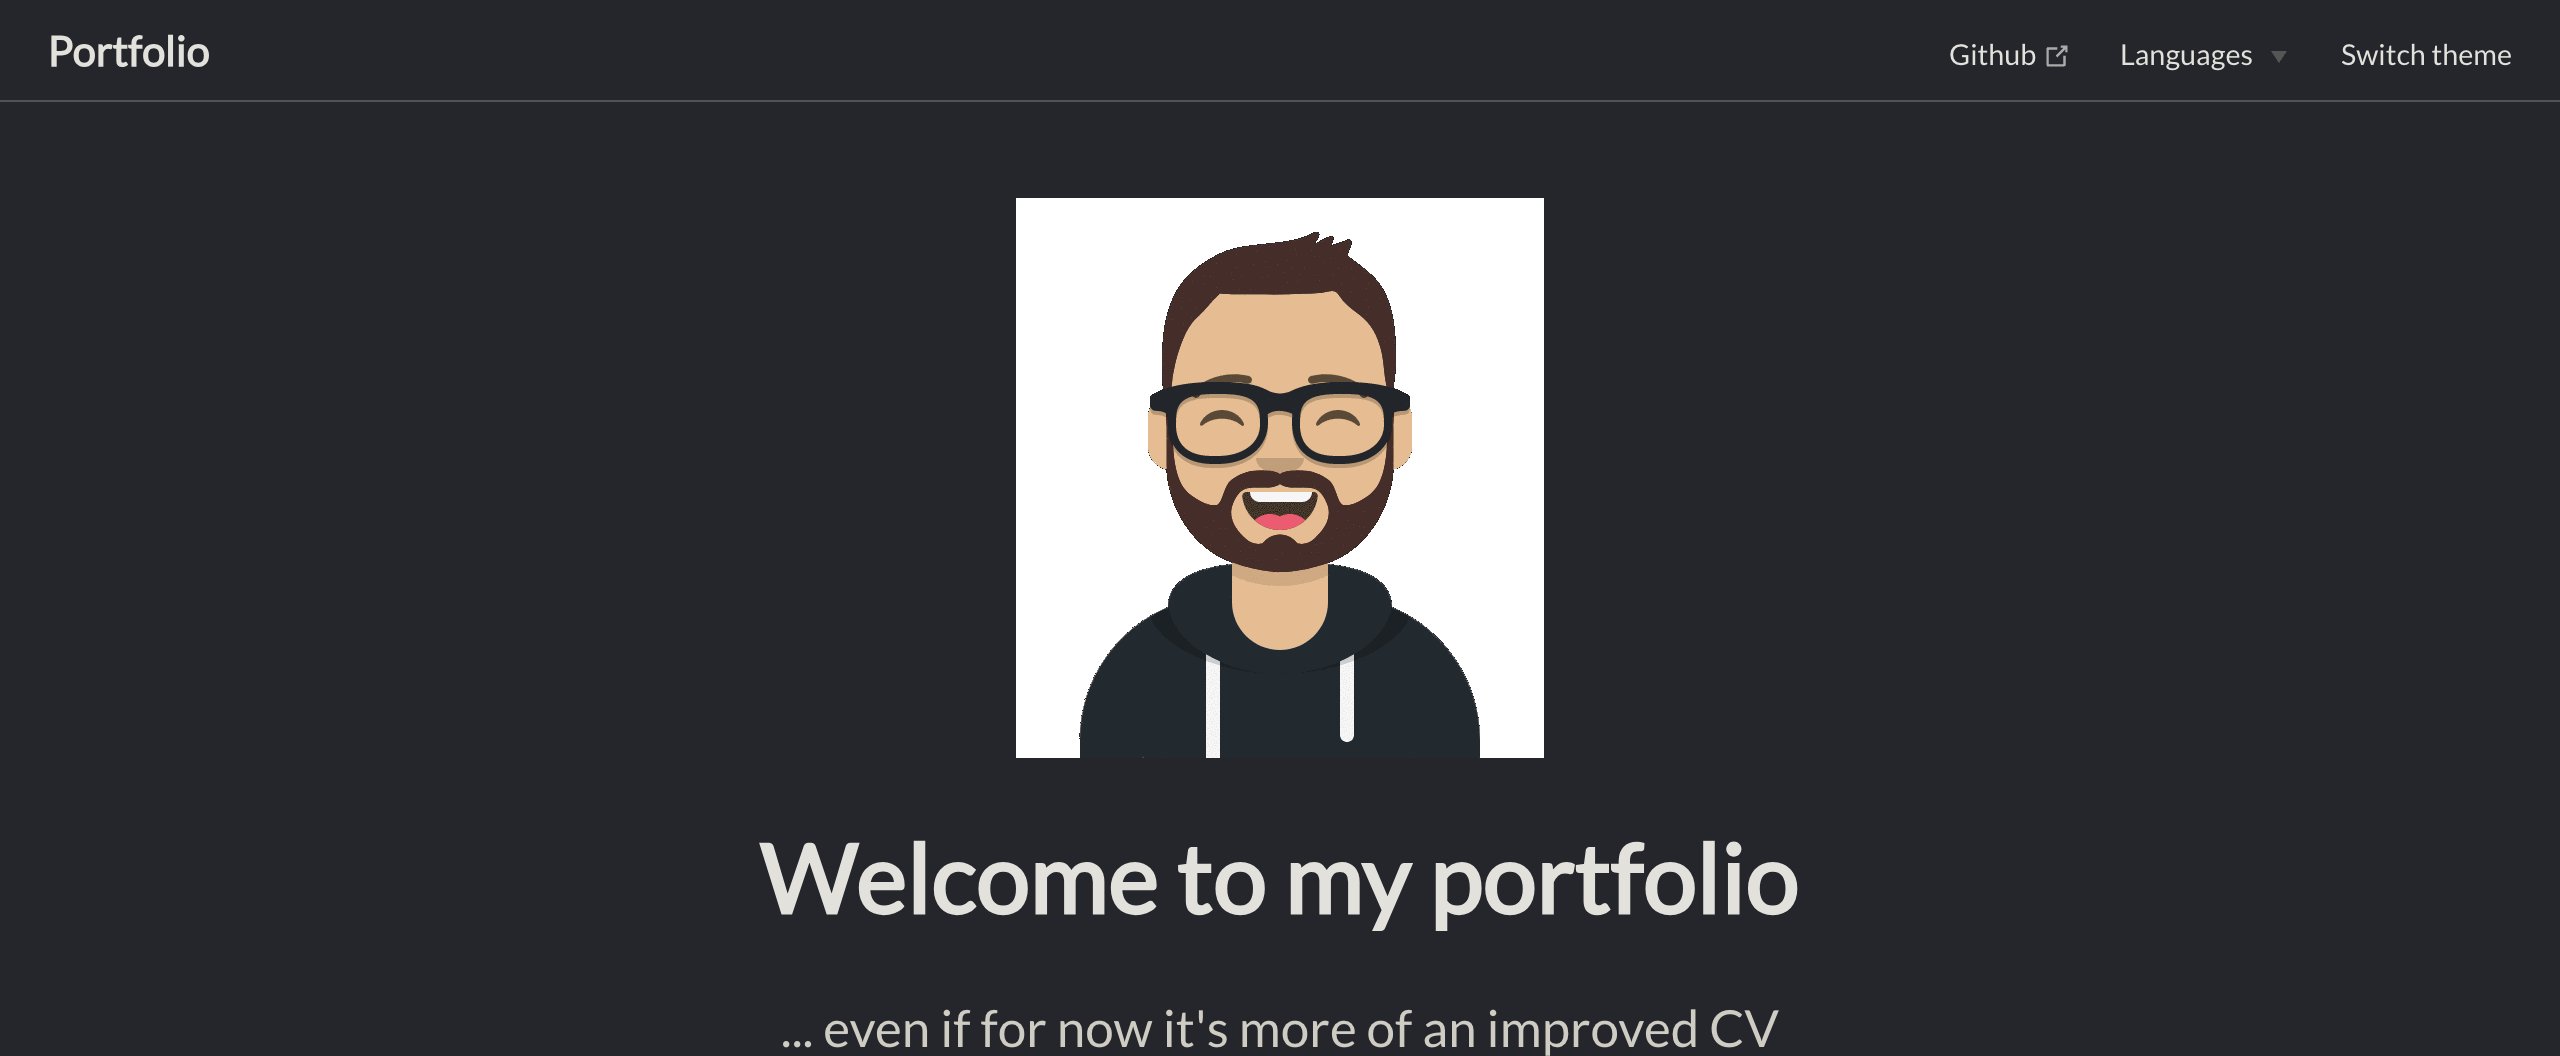 Portfolio
Github
Languages
Switch theme
Welcome to my portfolio
... even if for now it's more of an improved CV